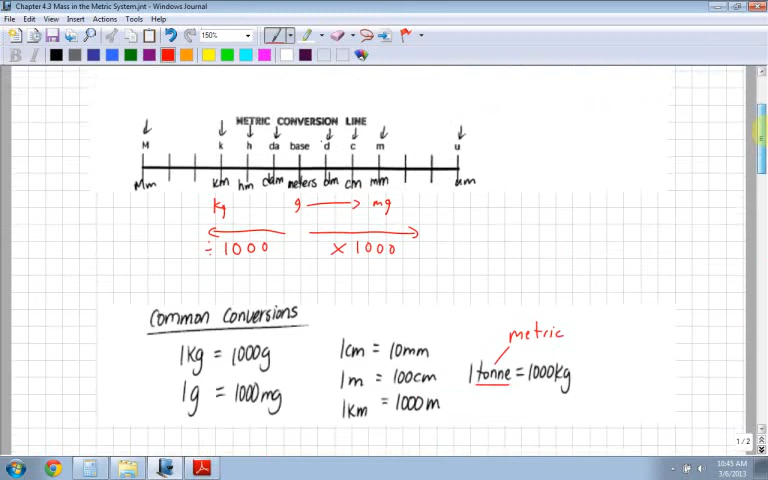 Chapter 4.3 Mass in the Metric System.jnt - Windows Journal
File Edit View Insert Actions Tools Help
150%
B I
METRIC CONVERSION LINE
M k h da base d c m u
Mm km hm dam meters dm cm mm um
kg g mg
÷ 1000 x 1000
Common Conversions
metric
1kg = 1000g 1cm = 10mm
1m = 100cm 1 tonne = 1000kg
1g = 1000mg
1km = 1000m
1 / 2
10:45 AM
3/6/2013